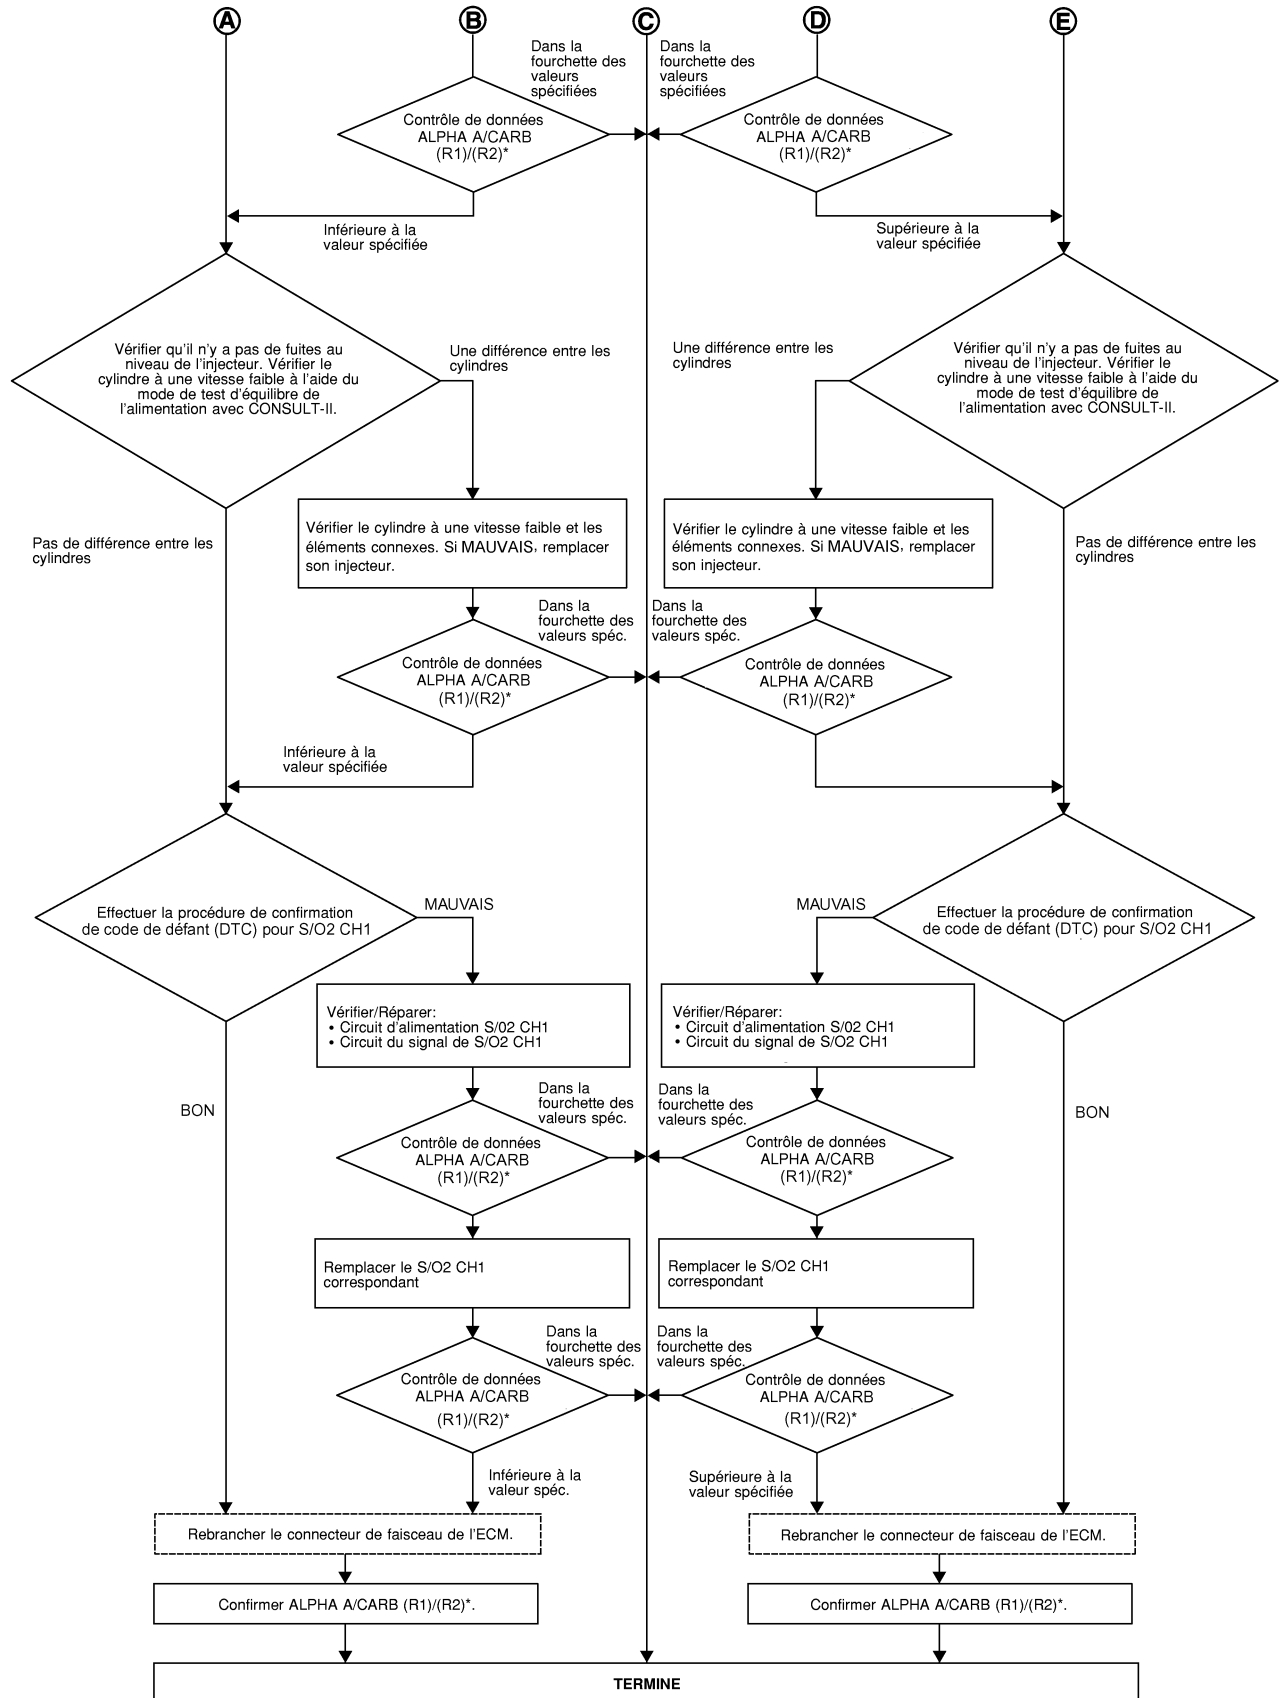 A
B
C
D
E
Dans la
fourchette des
valeurs
spécifiées
Dans la
fourchette des
valeurs
spécifiées
Contrôle de données
ALPHA A/CARB
(R1)/(R2)*
Contrôle de données
ALPHA A/CARB
(R1)/(R2)*
Inférieure à la
valeur spécifiée
Supérieure à la
valeur spécifiée
Vérifier qu'il n'y a pas de fuites au
niveau de l'injecteur. Vérifier le
cylindre à une vitesse faible à l'aide du
mode de test d'équilibre de
l'alimentation avec CONSULT-II.
Une différence entre les
cylindres
Une différence entre les
cylindres
Vérifier qu'il n'y a pas de fuites au
niveau de l'injecteur. Vérifier le
cylindre à une vitesse faible à l'aide du
mode de test d'équilibre de
l'alimentation avec CONSULT-II.
Pas de différence entre les
cylindres
Vérifier le cylindre à une vitesse faible et les
éléments connexes. Si MAUVAIS, remplacer
son injecteur.
Vérifier le cylindre à une vitesse faible et les
éléments connexes. Si MAUVAIS, remplacer
son injecteur.
Pas de différence entre les
cylindres
Dans la
fourchette des
valeurs spéc.
Dans la
fourchette des
valeurs spéc.
Contrôle de données
ALPHA A/CARB
(R1)/(R2)*
Contrôle de données
ALPHA A/CARB
(R1)/(R2)*
Inférieure à la
valeur spécifiée
Effectuer la procédure de confirmation
de code de défant (DTC) pour S/O2 CH1
MAUVAIS
MAUVAIS
Effectuer la procédure de confirmation
de code de défant (DTC) pour S/O2 CH1
Vérifier/Réparer:
• Circuit d'alimentation S/02 CH1
• Circuit du signal de S/O2 CH1
Vérifier/Réparer:
• Circuit d'alimentation S/02 CH1
• Circuit du signal de S/O2 CH1
BON
Dans la
fourchette des
valeurs spéc.
Dans la
fourchette des
valeurs spéc.
BON
Contrôle de données
ALPHA A/CARB
(R1)/(R2)*
Contrôle de données
ALPHA A/CARB
(R1)/(R2)*
Remplacer le S/O2 CH1
correspondant
Remplacer le S/O2 CH1
correspondant
Dans la
fourchette des
valeurs spéc.
Dans la
fourchette des
valeurs spéc.
Contrôle de données
ALPHA A/CARB
(R1)/(R2)*
Contrôle de données
ALPHA A/CARB
(R1)/(R2)*
Inférieure à la
valeur spéc.
Supérieure à la
valeur spécifiée
Rebrancher le connecteur de faisceau de l'ECM.
Rebrancher le connecteur de faisceau de l'ECM.
Confirmer ALPHA A/CARB (R1)/(R2)*.
Confirmer ALPHA A/CARB (R1)/(R2)*.
TERMINE